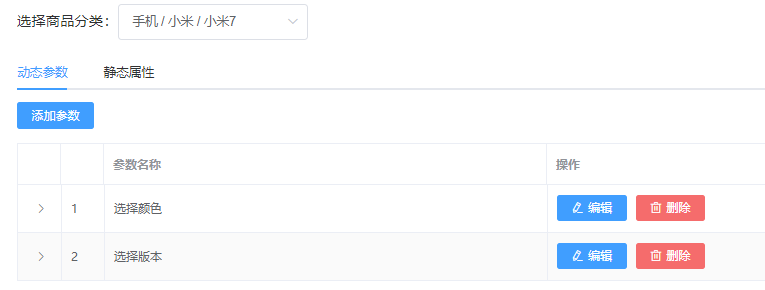 选择商品分类：手机 / 小米 / 小米7
动态参数 静态属性
添加参数
参数名称 操作
1 选择颜色 编辑 删除
2 选择版本 编辑 删除